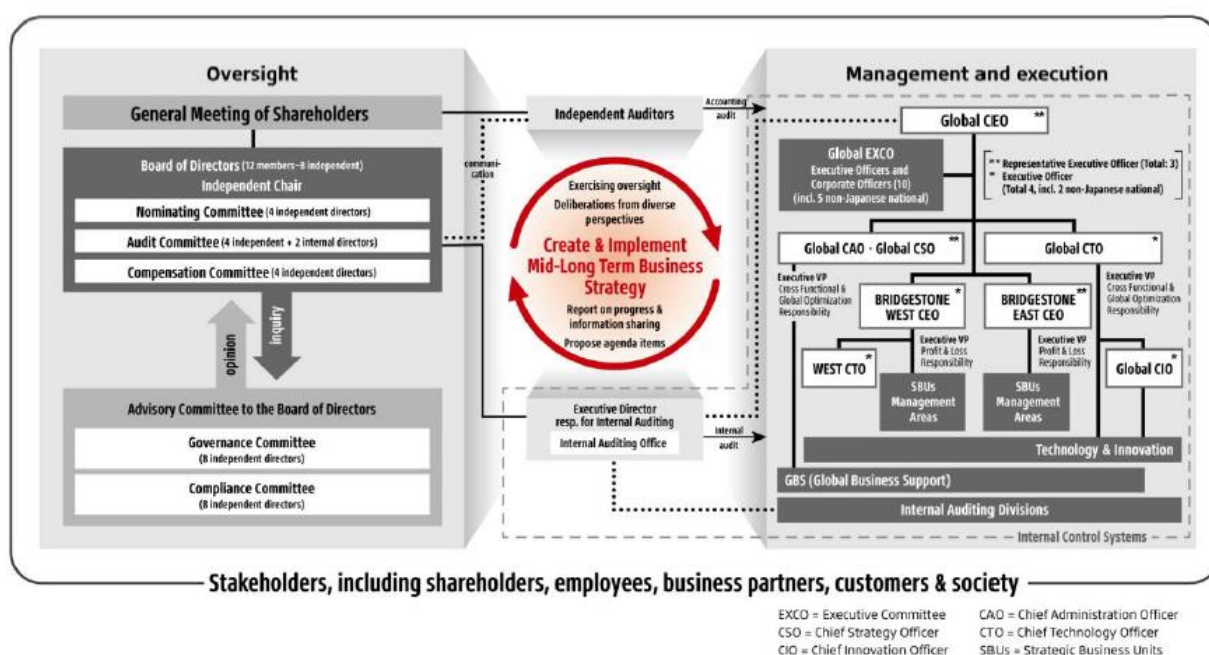 Oversight
General Meeting of Shareholders
Board of Directors (12 members–8 independent)
Independent Chair
Nominating Committee (4 independent directors)
Audit Committee (4 independent + 2 internal directors)
Compensation Committee (4 independent directors)
opinion
inquiry
Advisory Committee to the Board of Directors
Governance Committee
(8 independent directors)
Compliance Committee
(8 independent directors)
communi-
cation
Independent Auditors
Accounting
audit
Exercising oversight
Deliberations from diverse
perspectives
Create & Implement
Mid-Long Term Business
Strategy
Report on progress &
information sharing
Propose agenda items
Executive Director
resp. for Internal Auditing
Internal Auditing Office
Internal
audit
Management and execution
Global CEO **
Global EXCO
Executive Officers and
Corporate Officers (10)
(incl. 5 non-Japanese national)
** Representative Executive Officer (Total: 3)
* Executive Officer
(Total 4, incl. 2 non-Japanese national)
Global CAO · Global CSO **
Global CTO *
Executive VP
Cross Functional &
Global Optimization
Responsibility
BRIDGESTONE *
WEST CEO
BRIDGESTONE **
EAST CEO
Executive VP
Cross Functional &
Global Optimization
Responsibility
WEST CTO *
Executive VP
Profit & Loss
Responsibility
Executive VP
Profit & Loss
Responsibility
Global CIO *
SBUs
Management
Areas
SBUs
Management
Areas
Technology & Innovation
GBS (Global Business Support)
Internal Auditing Divisions
Internal Control Systems
Stakeholders, including shareholders, employees, business partners, customers & society
EXCO = Executive Committee
CAO = Chief Administration Officer
CSO = Chief Strategy Officer
CTO = Chief Technology Officer
CIO = Chief Innovation Officer
SBUs = Strategic Business Units